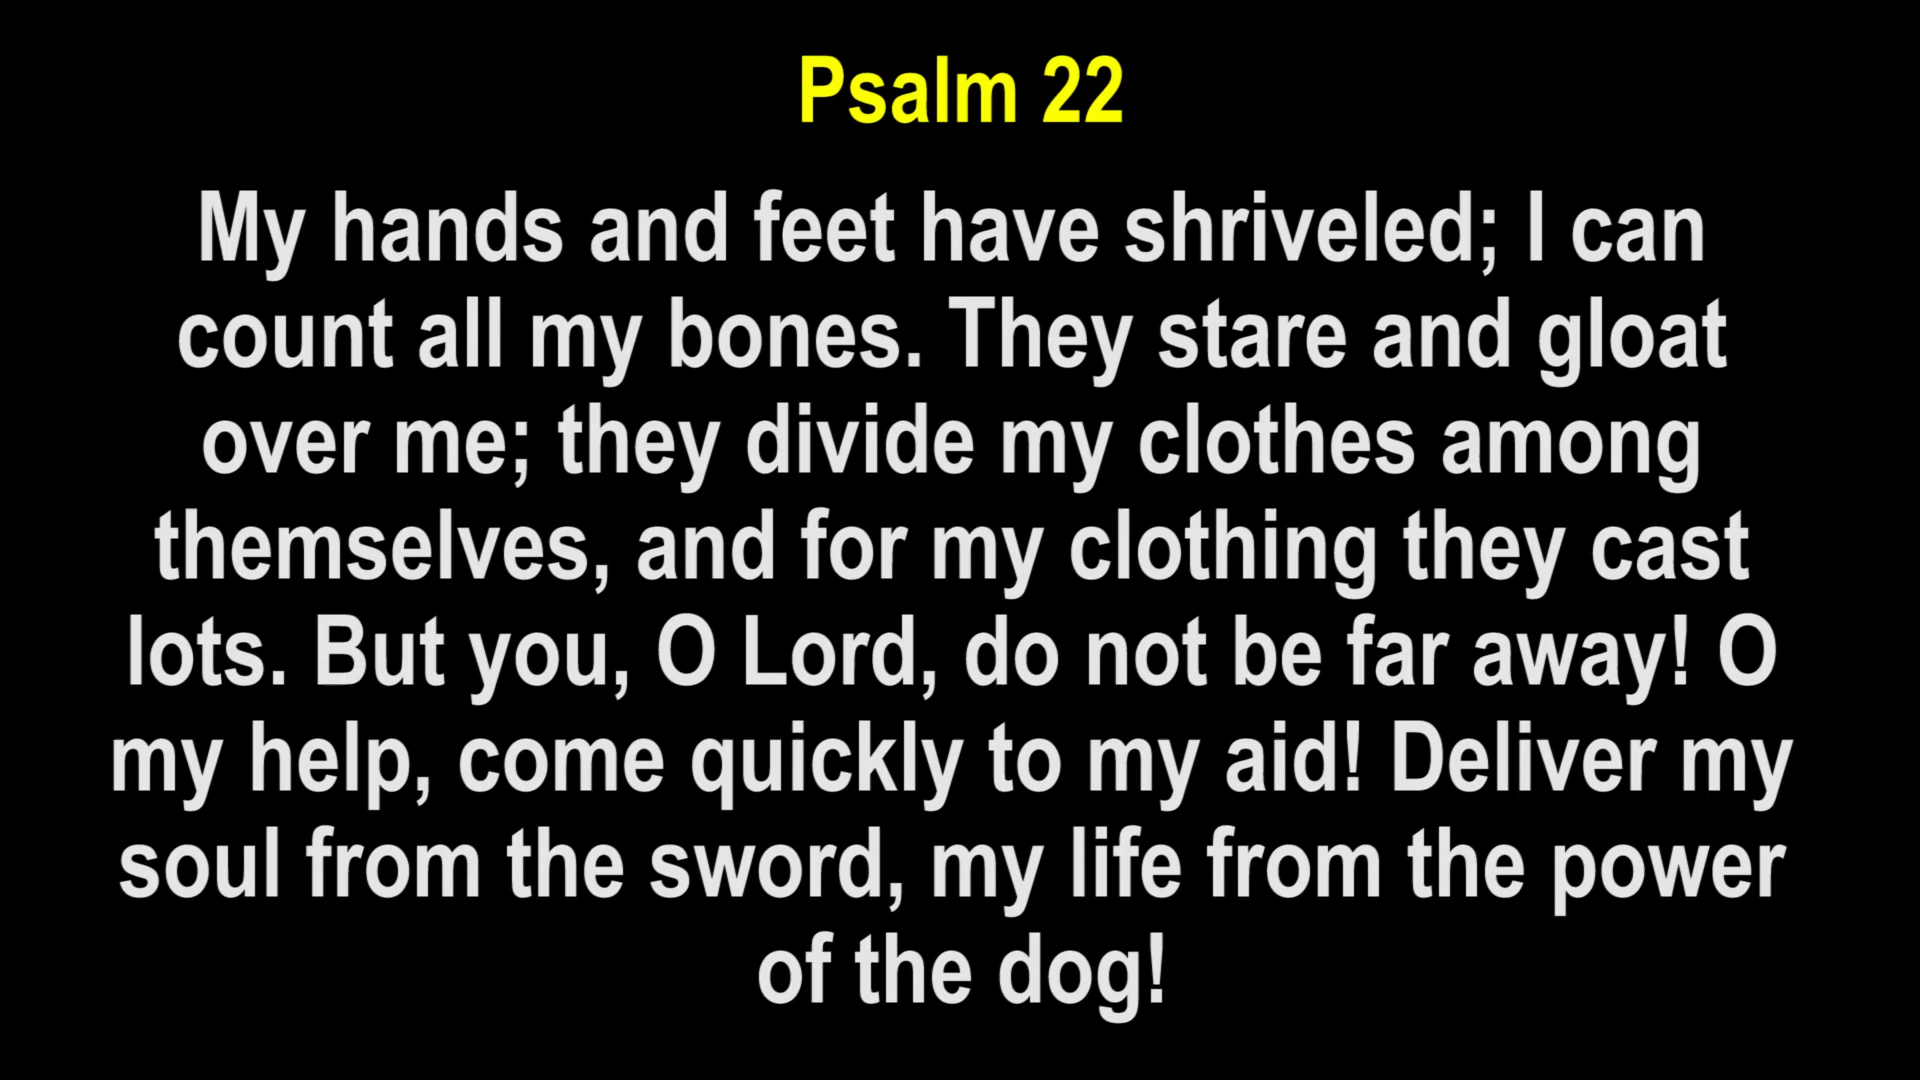 Psalm 22
My hands and feet have shriveled; I can
count all my bones. They stare and gloat
over me; they divide my clothes among
themselves, and for my clothing they cast
lots. But you, O Lord, do not be far away! O
my help, come quickly to my aid! Deliver my
soul from the sword, my life from the power
of the dog!